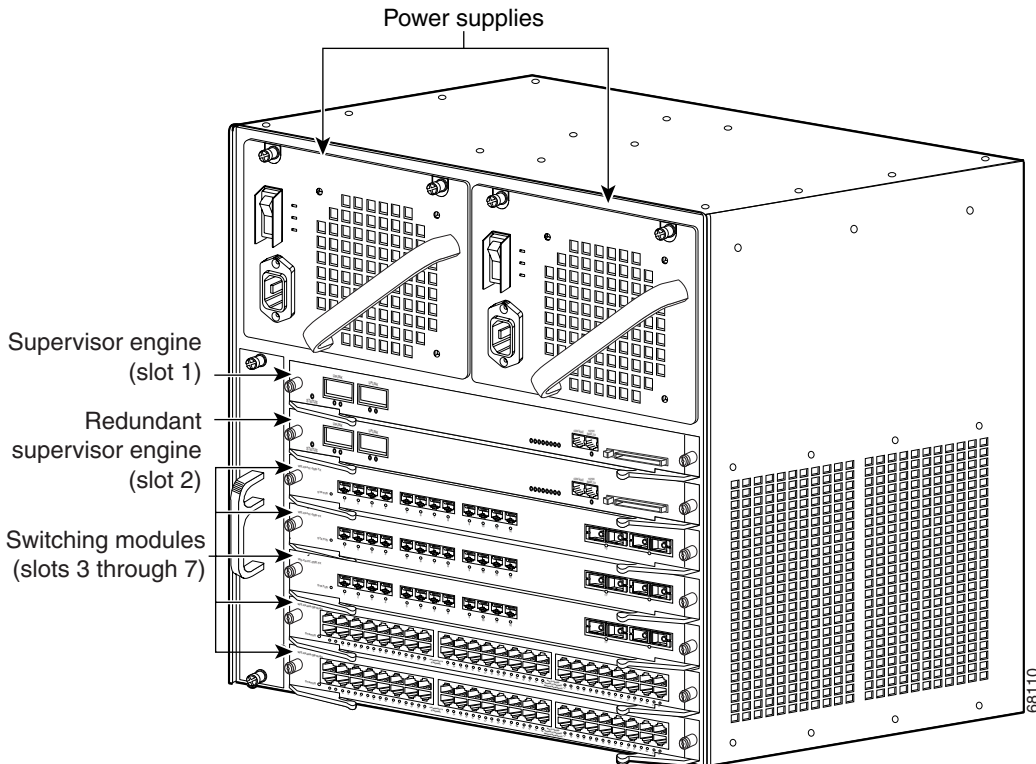 Power supplies
Supervisor engine
(slot 1)
Redundant
supervisor engine
(slot 2)
Switching modules
(slots 3 through 7)
68110